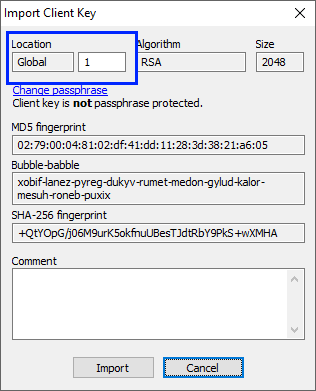 Import Client Key
Location Algorithm Size
Global 1 RSA 2048
Change passphrase
Client key is not passphrase protected.
MD5 fingerprint
02:79:00:04:81:02:df:41:dd:11:28:3d:38:21:a6:05
Bubble-babble
xobif-lanez-pyreg-dukyv-rumet-medon-gylud-kalor-
mesuh-roneb-puxix
SHA-256 fingerprint
+QtYOpG/j06M9urK5okfnuUBesTJdtRbY9PkS+wXMHA
Comment
Import Cancel